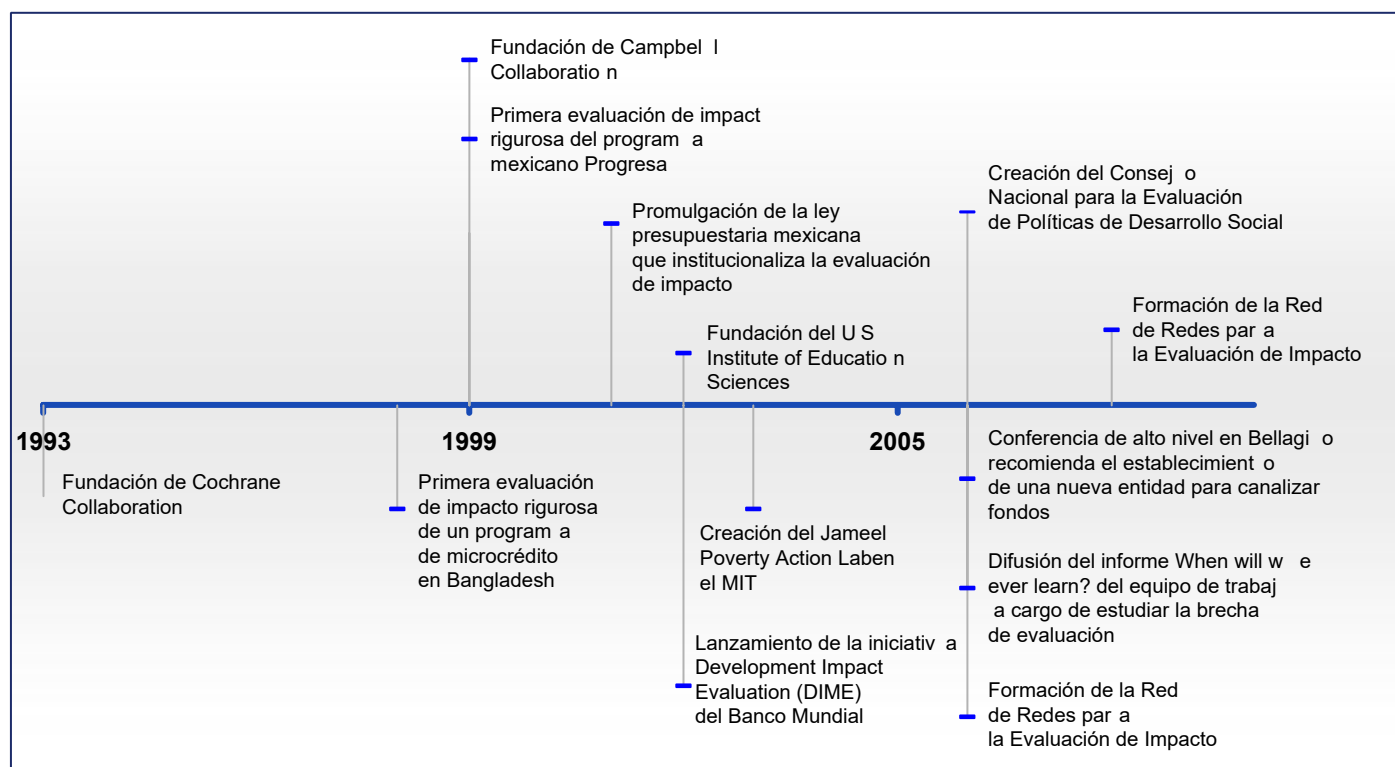 Fundación de Campbel l
Collaboratio n
Primera evaluación de impact
rigurosa del program a
mexicano Progresa
Creación del Consej o
Nacional para la Evaluación
de Políticas de Desarrollo Social
Promulgación de la ley
presupuestaria mexicana
que institucionaliza la evaluación
de impacto
Formación de la Red
de Redes par a
la Evaluación de Impacto
Fundación del U S
Institute of Educatio n
Sciences
1993
1999
2005
Fundación de Cochrane
Collaboration
Primera evaluación
de impacto rigurosa
de un program a
de microcrédito
en Bangladesh
Creación del Jameel
Poverty Action Laben
el MIT
Lanzamiento de la iniciativ a
Development Impact
Evaluation (DIME)
del Banco Mundial
Conferencia de alto nivel en Bellagi o
recomienda el establecimient o
de una nueva entidad para canalizar
fondos
Difusión del informe When will w e
ever learn? del equipo de trabaj
a cargo de estudiar la brecha
de evaluación
Formación de la Red
de Redes par a
la Evaluación de Impacto